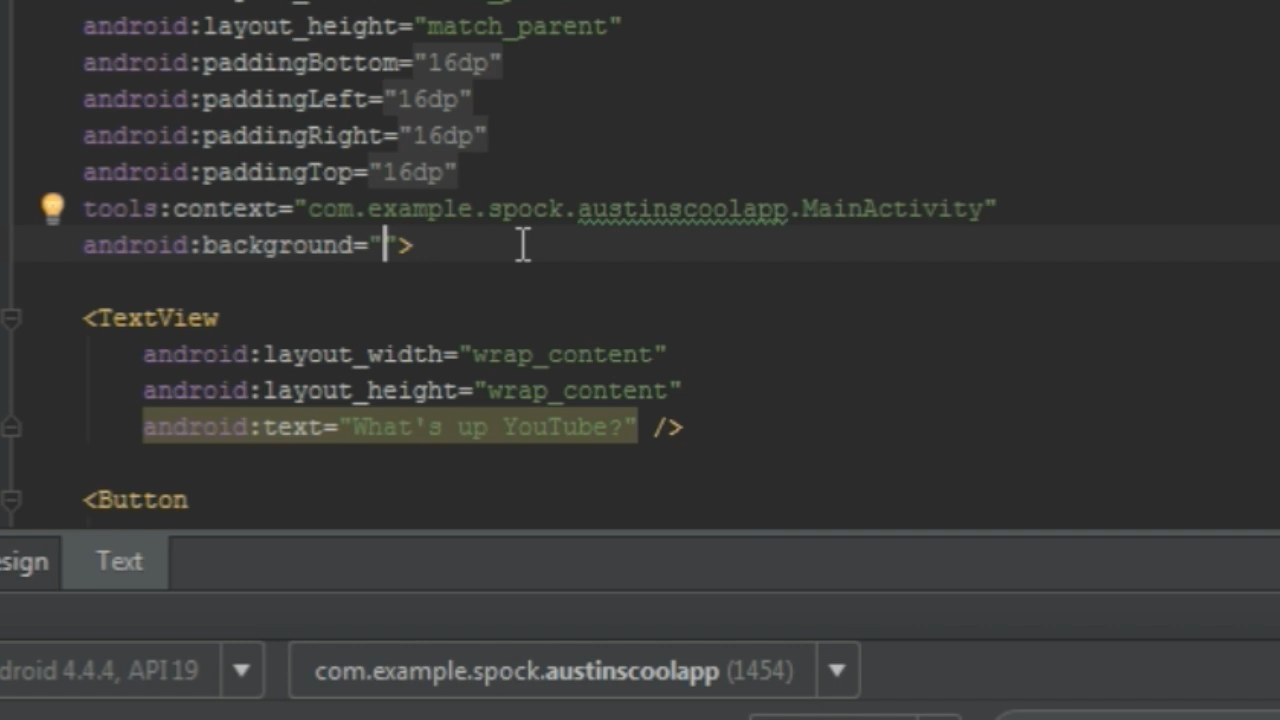 android:layout_height="match_parent"
android:paddingBottom="16dp"
android:paddingLeft="16dp"
android:paddingRight="16dp"
android:paddingTop="16dp"
tools:context="com.example.spock.austinscoolapp.MainActivity"
android:background="">
<TextView
android:layout_width="wrap_content"
android:layout_height="wrap_content"
android:text="What's up YouTube?" />
<Button
esign Text
droid 4.4.4, API 19 com.example.spock.austinscoolapp (1454)